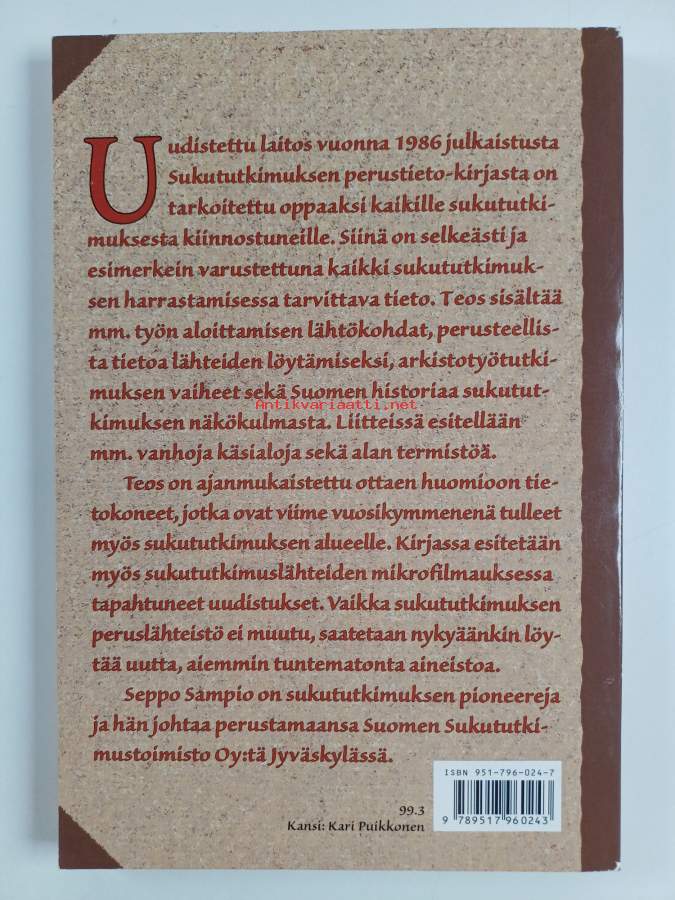 Uudistettu laitos vuonna 1986 julkaistusta
Sukututkimuksen perustieto-kirjasta on
tarkoitettu oppaaksi kaikille sukututki-
muksesta kiinnostuneille. Siinä on selkeästi ja
esimerkein varustettuna kaikki sukututkimuk-
sen harrastamisessa tarvittava tieto. Teos sisältää
mm. työn aloittamisen lähtökohdat, perusteellis-
ta tietoa lähteiden löytämiseksi, arkistotyötutki-
muksen vaiheet sekä Suomen historiaa sukutut-
Antikvariaatti.net
kimuksen näkökulmasta. Liitteissä esitellään
mm. vanhoja käsialoja sekä alan termistöä.
Teos on ajanmukaistettu ottaen huomioon tie-
tokoneet, jotka ovat viime vuosikymmenenä tulleet
myös sukututkimuksen alueelle. Kirjassa esitetään
myös sukututkimuslähteiden mikrofilmauksessa
tapahtuneet uudistukset. Vaikka sukututkimuksen
peruslähteistö ei muutu, saatetaan nykyäänkin löy-
tää uutta, aiemmin tuntematonta aineistoa.
Seppo Sampio on sukututkimuksen pioneereja
ja hän johtaa perustamaansa Suomen Sukututki-
mustoimisto Oy:tä Jyväskylässä.
ISBN 951-796-024-7
9 789517 960243
99.3
Kansi: Kari Puikkonen